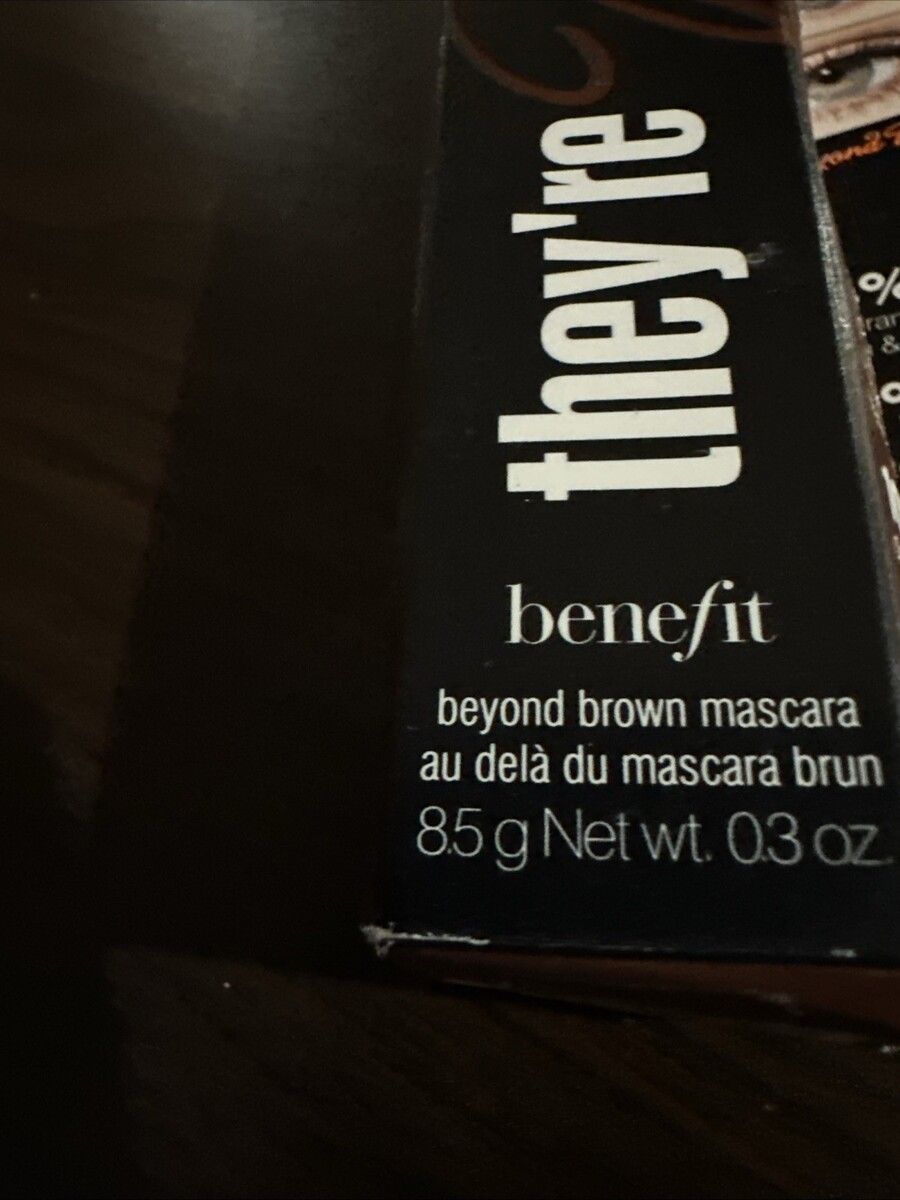 they're
benefit
beyond brown mascara
au delà du mascara brun
8.5 g Net wt. 0.3 oz.
%
&